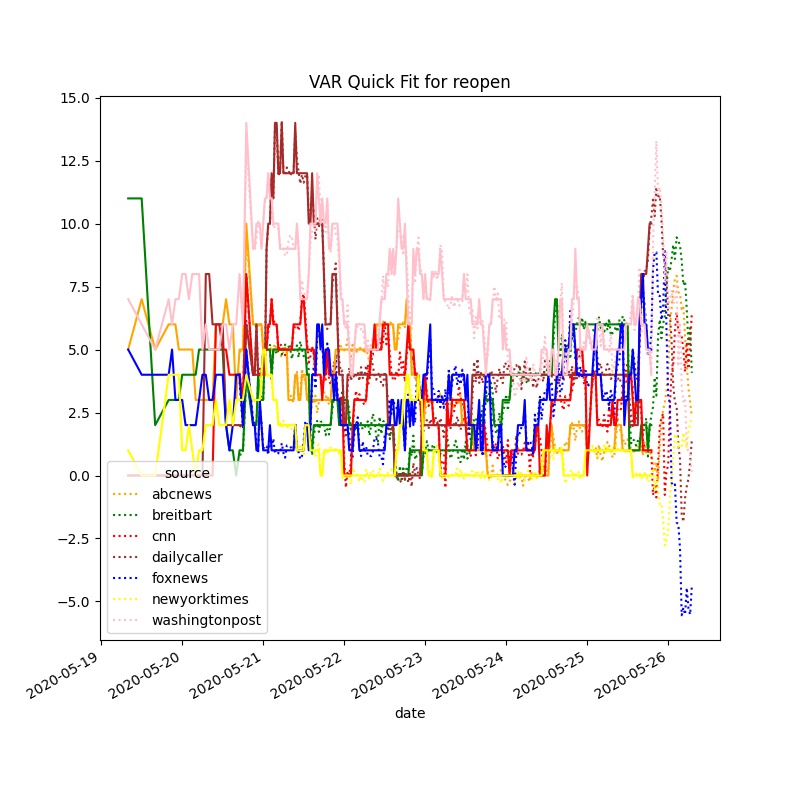 VAR Quick Fit for reopen
15.0
12.5
10.0
7.5
5.0
2.5
0.0
−2.5
−5.0
source
abcnews
breitbart
cnn
dailycaller
foxnews
newyorktimes
washingtonpost
2020-05-19
2020-05-20
2020-05-21
2020-05-22
2020-05-23
2020-05-24
2020-05-25
2020-05-26
date